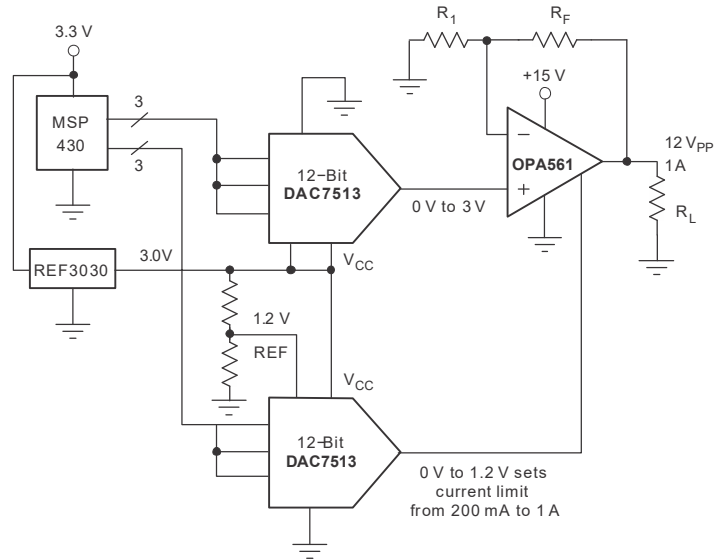 R1
RF
3.3 V
+15 V
3
MSP
430
3
12 VPP
1 A
OPA561
–
+
12–Bit
DAC7513
0 V to 3 V
RL
3.0V
VCC
REF3030
1.2 V
REF
VCC
12–Bit
DAC7513
0 V to 1.2 V sets
current limit
from 200 mA to 1 A